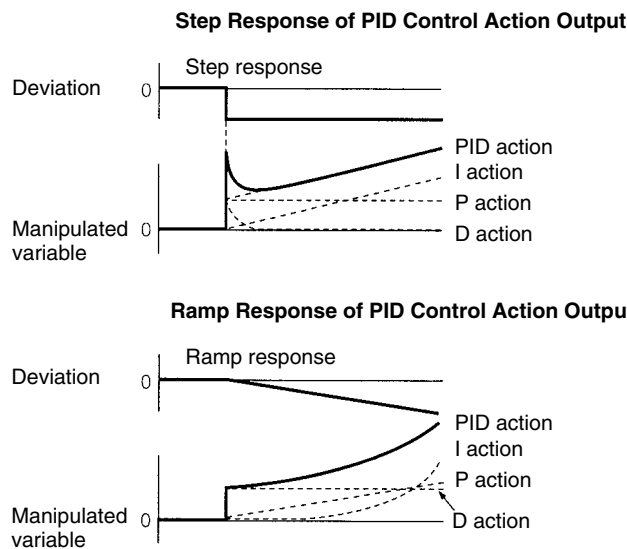 Step Response of PID Control Action Output
Step response
Deviation
0
PID action
I action
P action
Manipulated
variable
0
D action
Ramp Response of PID Control Action Outpu
Ramp response
Deviation
0
PID action
I action
P action
Manipulated
variable
0
D action